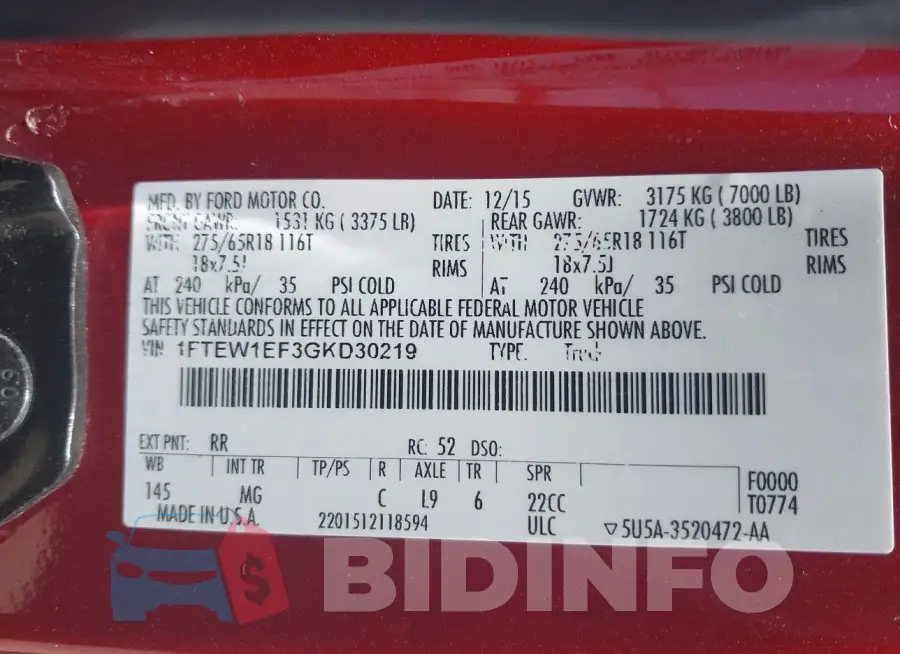 MFD. BY FORD MOTOR CO. DATE: 12/15 GVWR: 3175 KG ( 7000 LB)
FRONT GAWR: 1531 KG ( 3375 LB) REAR GAWR: 1724 KG ( 3800 LB)
WITH 275/65R18 116T TIRES WITH 275/65R18 116T TIRES
18x7.5J RIMS 18x7.5J RIMS
AT 240 kPa/ 35 PSI COLD AT 240 kPa/ 35 PSI COLD
THIS VEHICLE CONFORMS TO ALL APPLICABLE FEDERAL MOTOR VEHICLE
SAFETY STANDARDS IN EFFECT ON THE DATE OF MANUFACTURE SHOWN ABOVE.
VIN 1FTEW1EF3GKD30219 TYPE. Truck
EXT PNT: RR RC: 52 DSO:
WB INT TR TP/PS R AXLE TR SPR
145 MG C L9 6 22CC F0000
T0774
MADE IN U.S.A. 2201512118594 ULC ▽5U5A-3520472-AA
10.9
BIDINFO